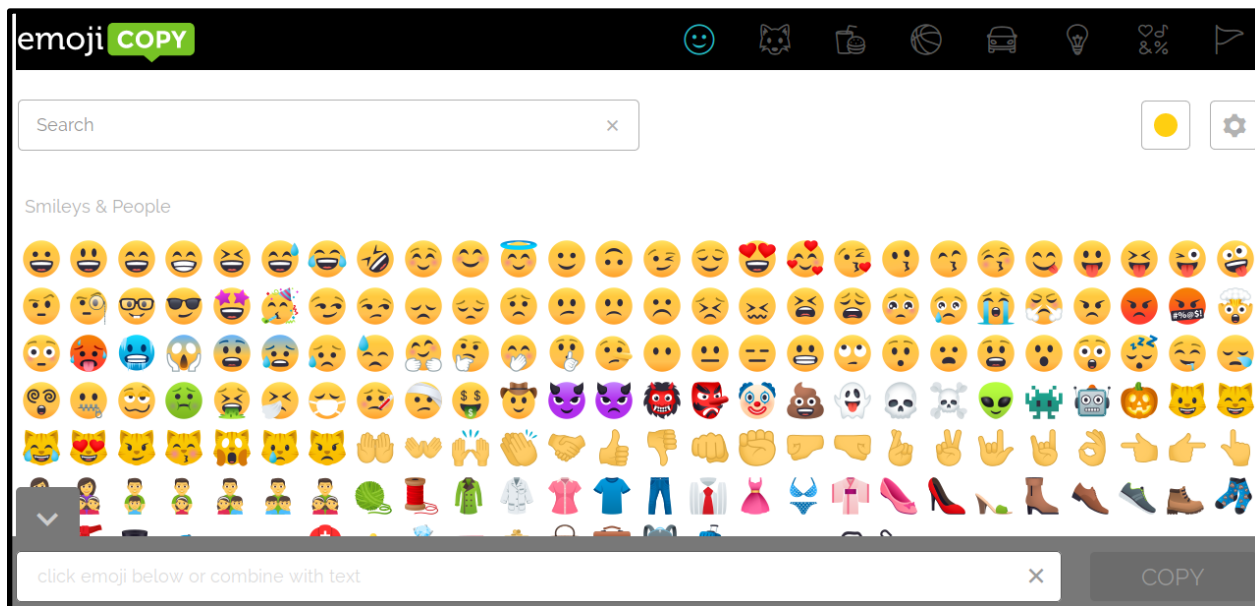 emoji COPY
&%
Search
Smileys & People
#%@$!
click emoji below or combine with text
COPY